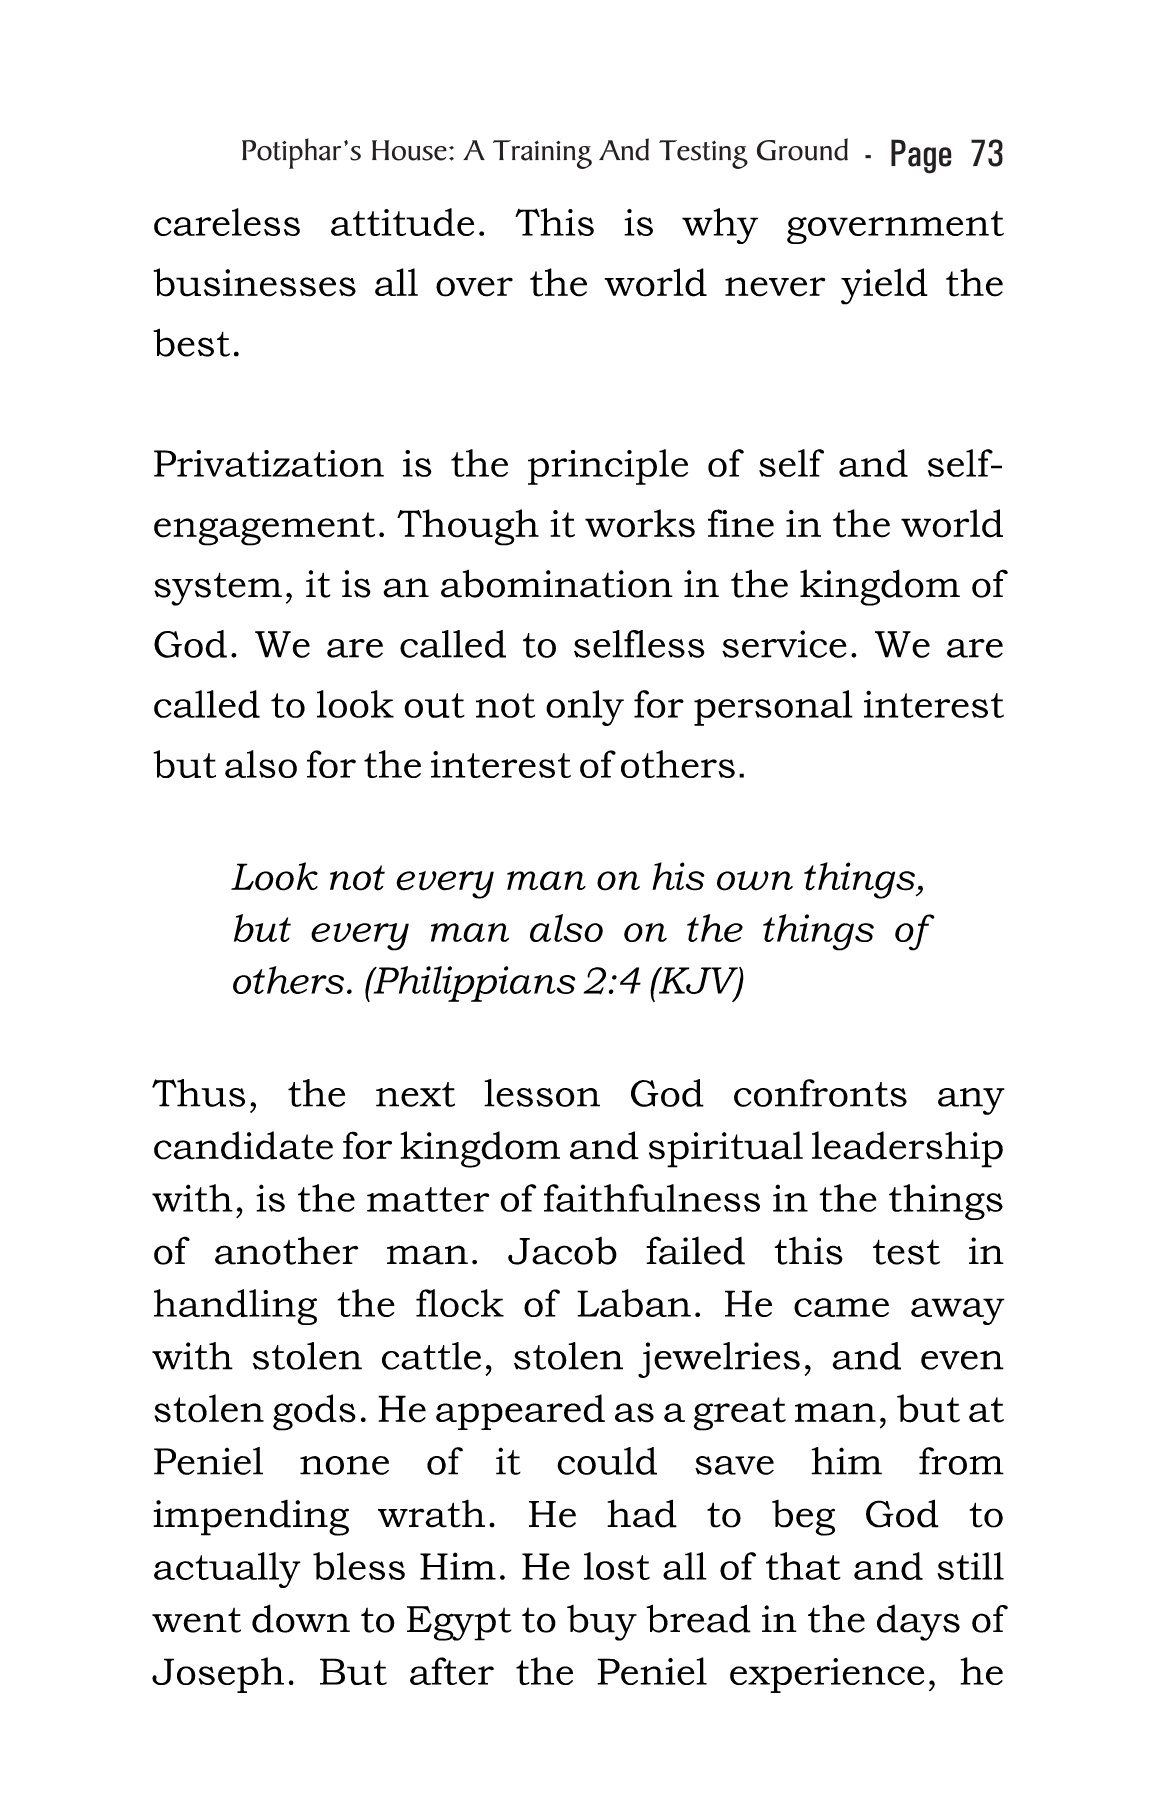 Potiphar's House: A Training And Testing Ground - Page 73
careless attitude. This is why government
businesses all over the world never yield the
best.
Privatization is the principle of self and self-
engagement. Though it works fine in the world
system, it is an abomination in the kingdom of
God. We are called to selfless service. We are
called to look out not only for personal interest
but also for the interest of others.
Look not every man on his own things,
but every man also on the things of
others. (Philippians 2:4 (KJV)
Thus, the next lesson God confronts any
candidate for kingdom and spiritual leadership
with, is the matter of faithfulness in the things
of another man. Jacob failed this test in
handling the flock of Laban. He came away
with stolen cattle, stolen jewelries, and even
stolen gods. He appeared as a great man, but at
Peniel none of it could save him from
impending wrath. He had to beg God to
actually bless Him. He lost all of that and still
went down to Egypt to buy bread in the days of
Joseph. But after the Peniel experience, he